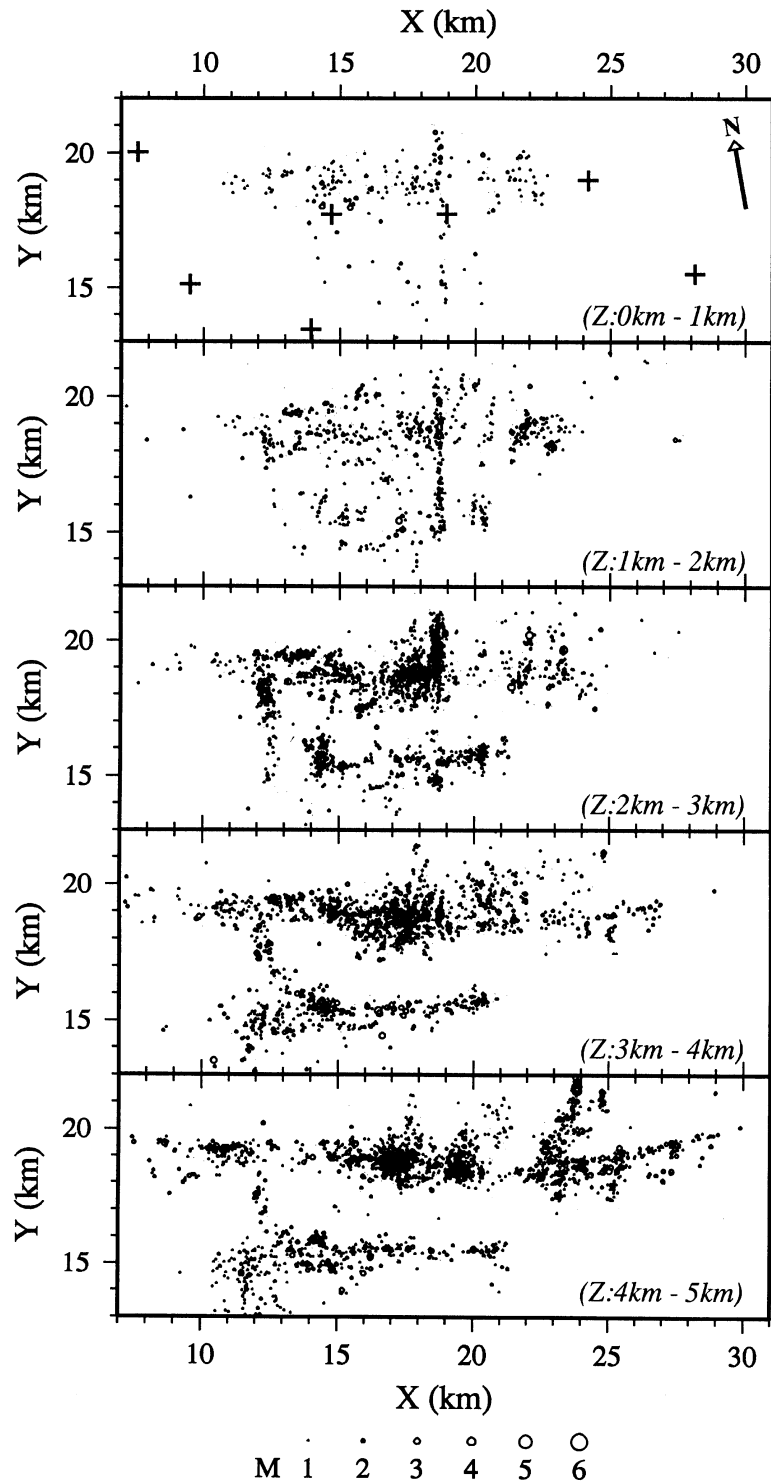 X (km)
10 15 20 25 30
N
20
15
Y (km)
(Z:0km - 1km)
20
15
Y (km)
(Z:1km - 2km)
20
15
Y (km)
(Z:2km - 3km)
20
15
Y (km)
(Z:3km - 4km)
20
15
Y (km)
(Z:4km - 5km)
10 15 20 25 30
X (km)
M 1 2 3 4 5 6